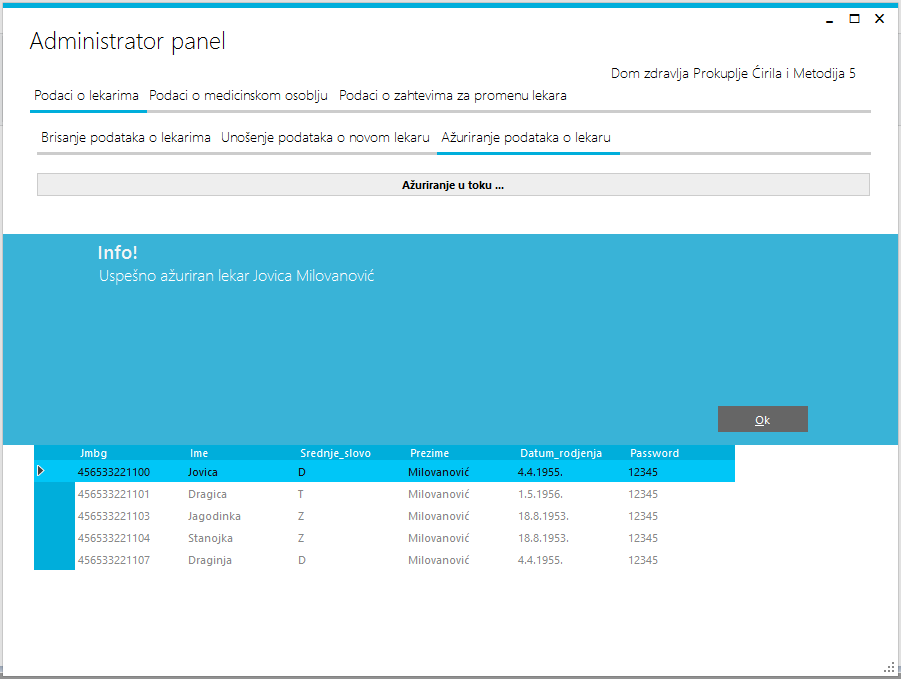 Administrator panel
Dom zdravlja Prokuplje Ćirila i Metodija 5
Podaci o lekarima Podaci o medicinskom osoblju Podaci o zahtevima za promenu lekara
Brisanje podataka o lekarima Unošenje podataka o novom lekaru Ažuriranje podataka o lekaru
Ažuriranje u toku ...
Info!
Uspešno ažuriran lekar Jovica Milovanović
Ok
Jmbg Ime Srednje_slovo Prezime Datum_rodjenja Password
456533221100 Jovica D Milovanović 4.4.1955. 12345
456533221101 Dragica T Milovanović 1.5.1956. 12345
456533221103 Jagodinka Z Milovanović 18.8.1953. 12345
456533221104 Stanojka Z Milovanović 18.8.1953. 12345
456533221107 Draginja D Milovanović 4.4.1955. 12345